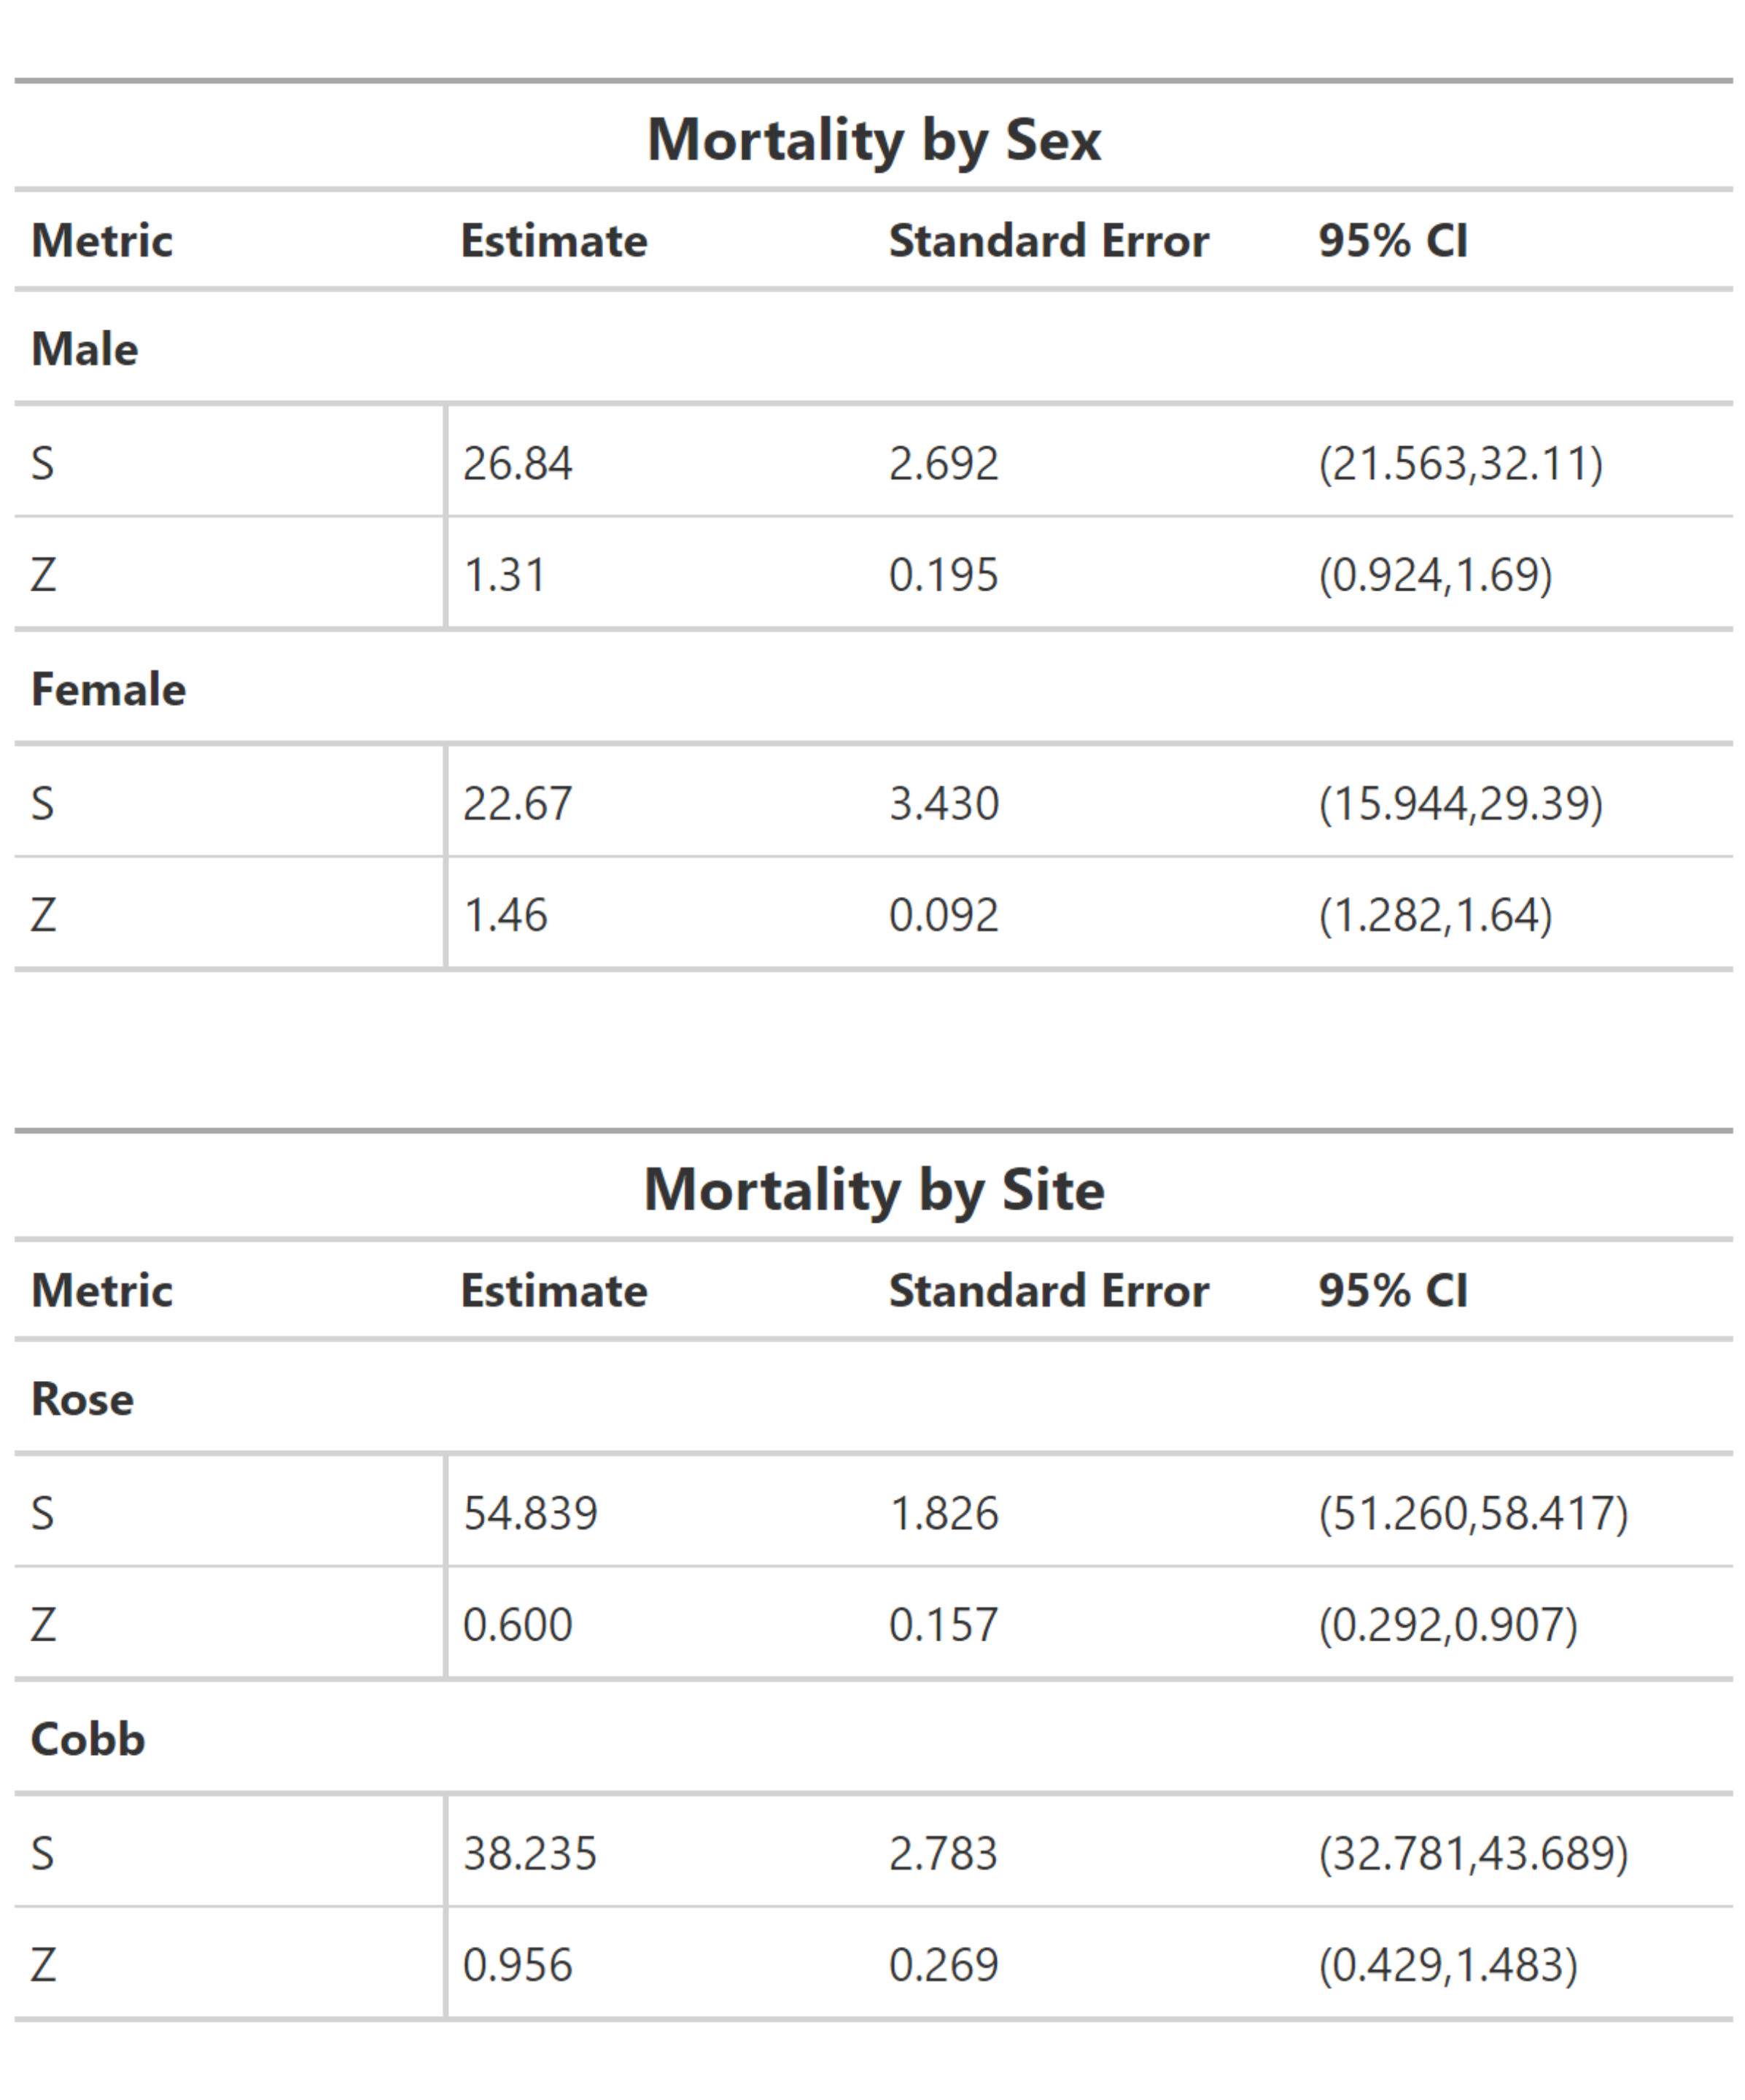 Mortality by Sex
Metric Estimate Standard Error 95% CI
Male
S 26.84 2.692 (21.563,32.11)
Z 1.31 0.195 (0.924,1.69)
Female
S 22.67 3.430 (15.944,29.39)
Z 1.46 0.092 (1.282,1.64)
Mortality by Site
Metric Estimate Standard Error 95% CI
Rose
S 54.839 1.826 (51.260,58.417)
Z 0.600 0.157 (0.292,0.907)
Cobb
S 38.235 2.783 (32.781,43.689)
Z 0.956 0.269 (0.429,1.483)